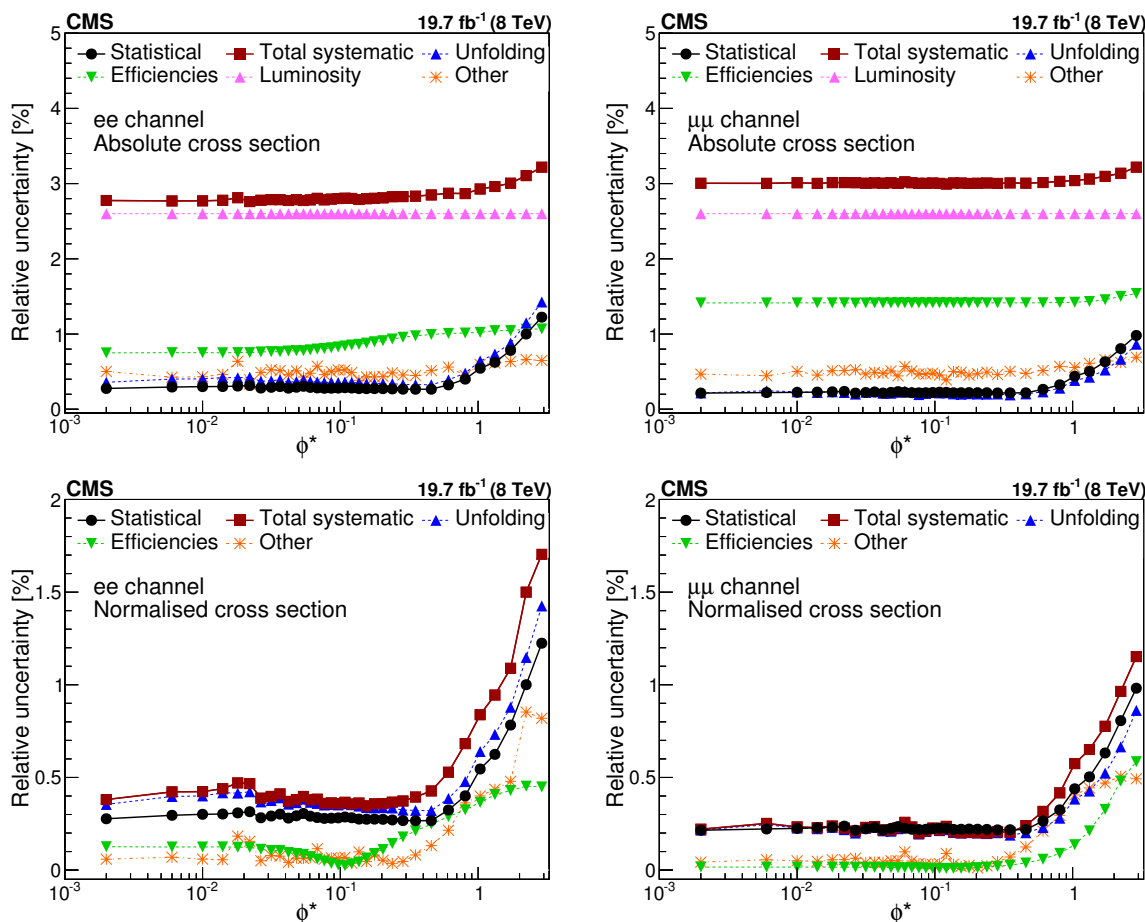 CMS 19.7 fb⁻¹ (8 TeV)
Statistical Total systematic Unfolding
Efficiencies Luminosity Other
ee channel
Absolute cross section
Relative uncertainty [%]
5
4
3
2
1
0
10⁻³ 10⁻² 10⁻¹ 1
ϕ*
CMS 19.7 fb⁻¹ (8 TeV)
Statistical Total systematic Unfolding
Efficiencies Luminosity Other
μμ channel
Absolute cross section
Relative uncertainty [%]
5
4
3
2
1
0
10⁻³ 10⁻² 10⁻¹ 1
ϕ*
CMS 19.7 fb⁻¹ (8 TeV)
Statistical Total systematic Unfolding
Efficiencies Other
ee channel
Normalised cross section
Relative uncertainty [%]
2
1.5
1
0.5
0
10⁻³ 10⁻² 10⁻¹ 1
ϕ*
CMS 19.7 fb⁻¹ (8 TeV)
Statistical Total systematic Unfolding
Efficiencies Other
μμ channel
Normalised cross section
Relative uncertainty [%]
2
1.5
1
0.5
0
10⁻³ 10⁻² 10⁻¹ 1
ϕ*